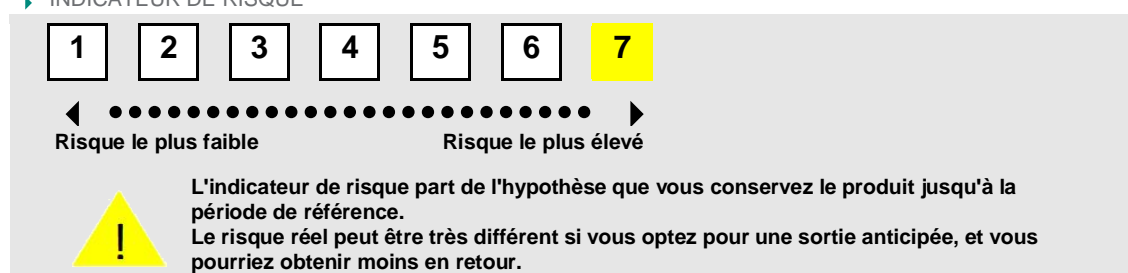 INDICATEUR DE RISQUE
1 2 3 4 5 6 7
Risque le plus faible Risque le plus élevé
L'indicateur de risque part de l'hypothèse que vous conservez le produit jusqu'à la
période de référence.
!
Le risque réel peut être très différent si vous optez pour une sortie anticipée, et vous
pourriez obtenir moins en retour.